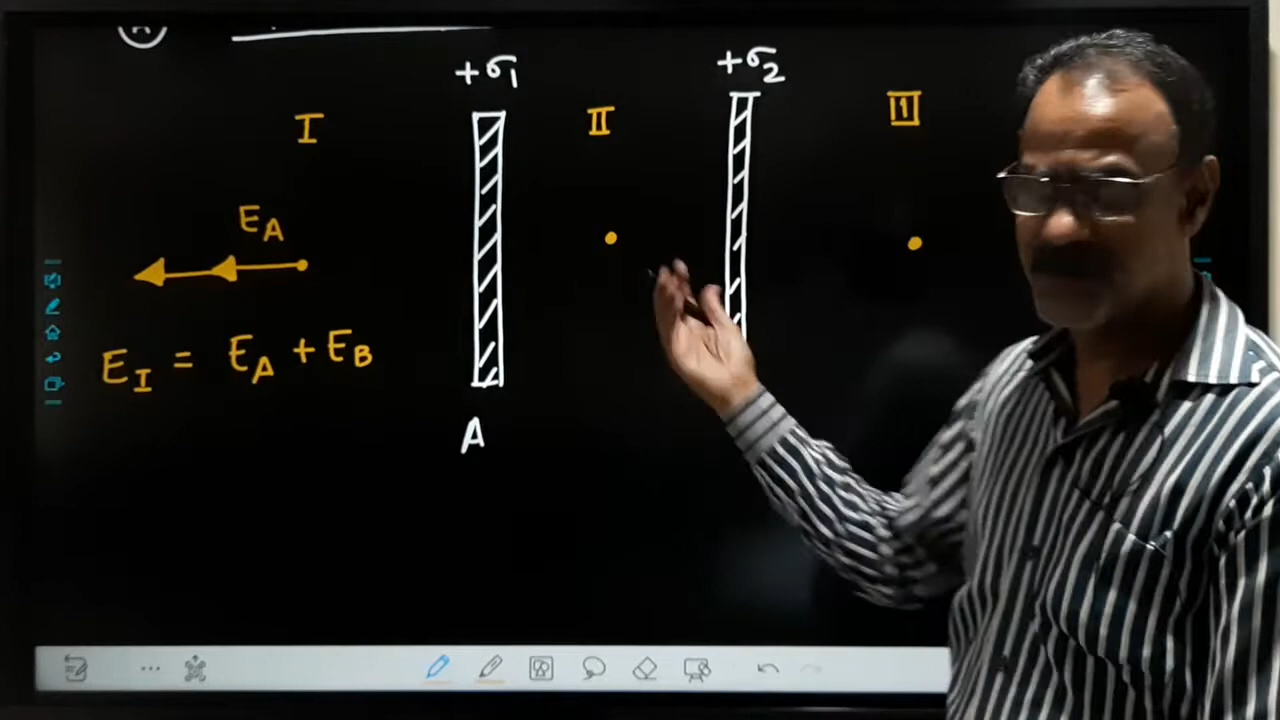 +σ1
+σ2
I
II
III
EA
EI = EA + EB
A